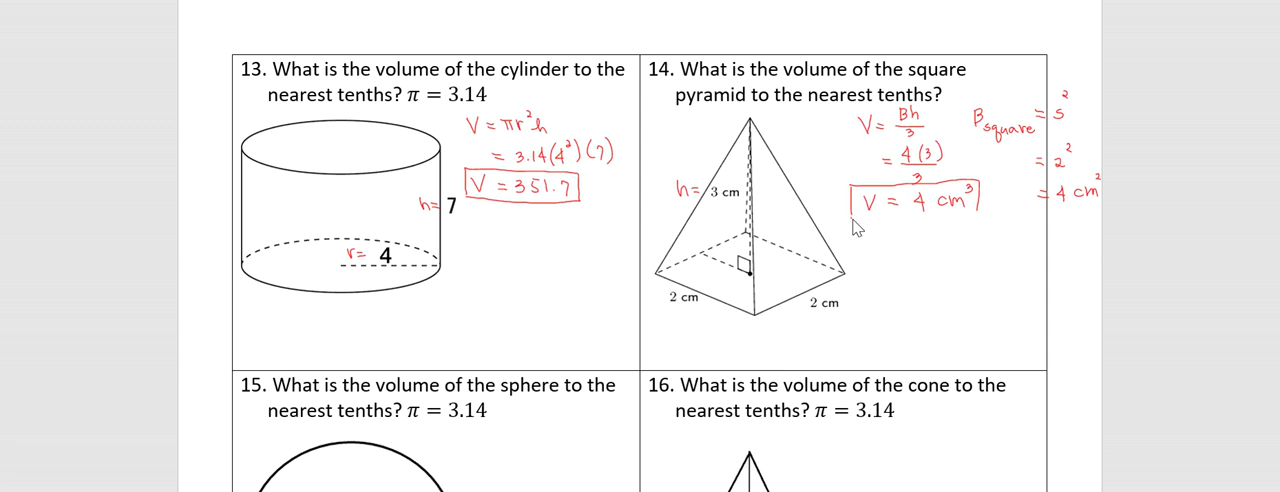 13. What is the volume of the cylinder to the
nearest tenths? π = 3.14
V = πr²h
= 3.14(4²)(7)
V = 351.7
h= 7
r= 4
14. What is the volume of the square
pyramid to the nearest tenths?
V = Bh/3
= 4(3)/3
V = 4 cm³
B square = s²
= 2²
= 4 cm²
h= 3 cm
2 cm
2 cm
15. What is the volume of the sphere to the
nearest tenths? π = 3.14
16. What is the volume of the cone to the
nearest tenths? π = 3.14